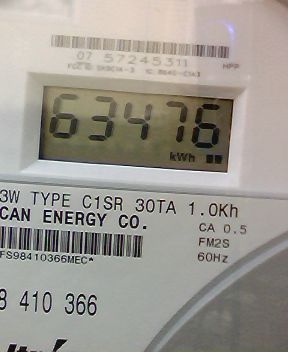 07 57245311
HPP
63476
kWh
3W TYPE C1SR 30TA 1.0Kh
CAN ENERGY CO.
CA 0.5
FM2S
60Hz
FS98410366MEC*
8 410 366